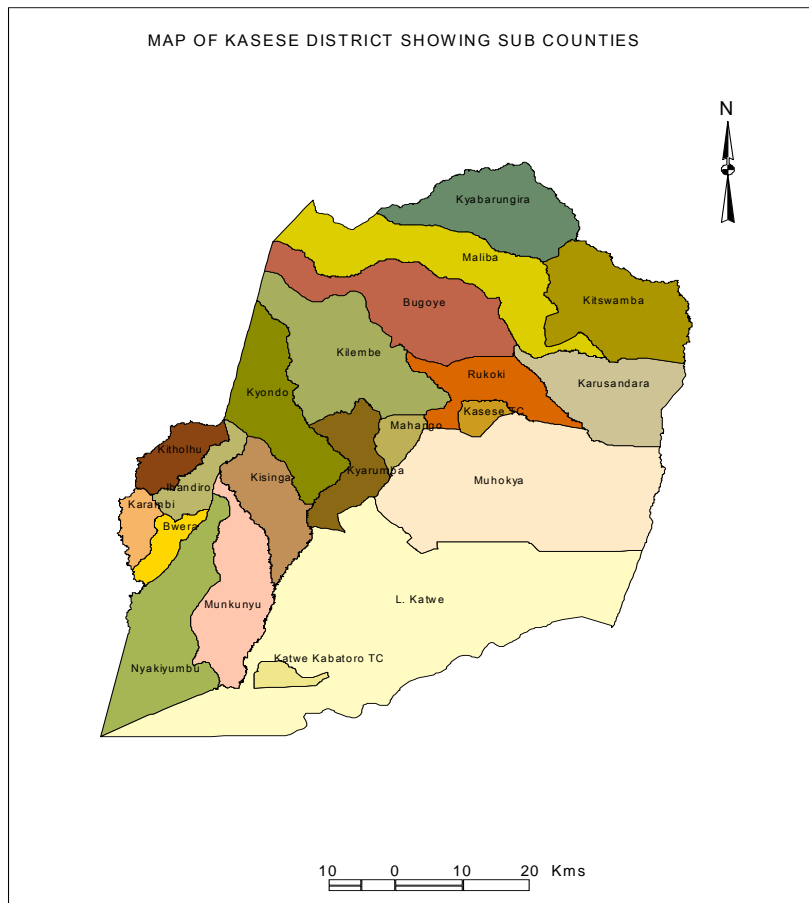 MAP OF KASESE DISTRICT SHOWING SUB COUNTIES
N
Kyabarungira
Maliba
Kitswamba
Bugoye
Kilembe
Rukoki
Karusandara
Kyondo
Kasese TC
Mahango
Kitholhu
Kyarumba
Kisinga
Muhokya
Ihandiro
Karambi
Bwera
L. Katwe
Munkunyu
Katwe Kabatoro TC
Nyakiyumbu
10 0 10 20 Kms